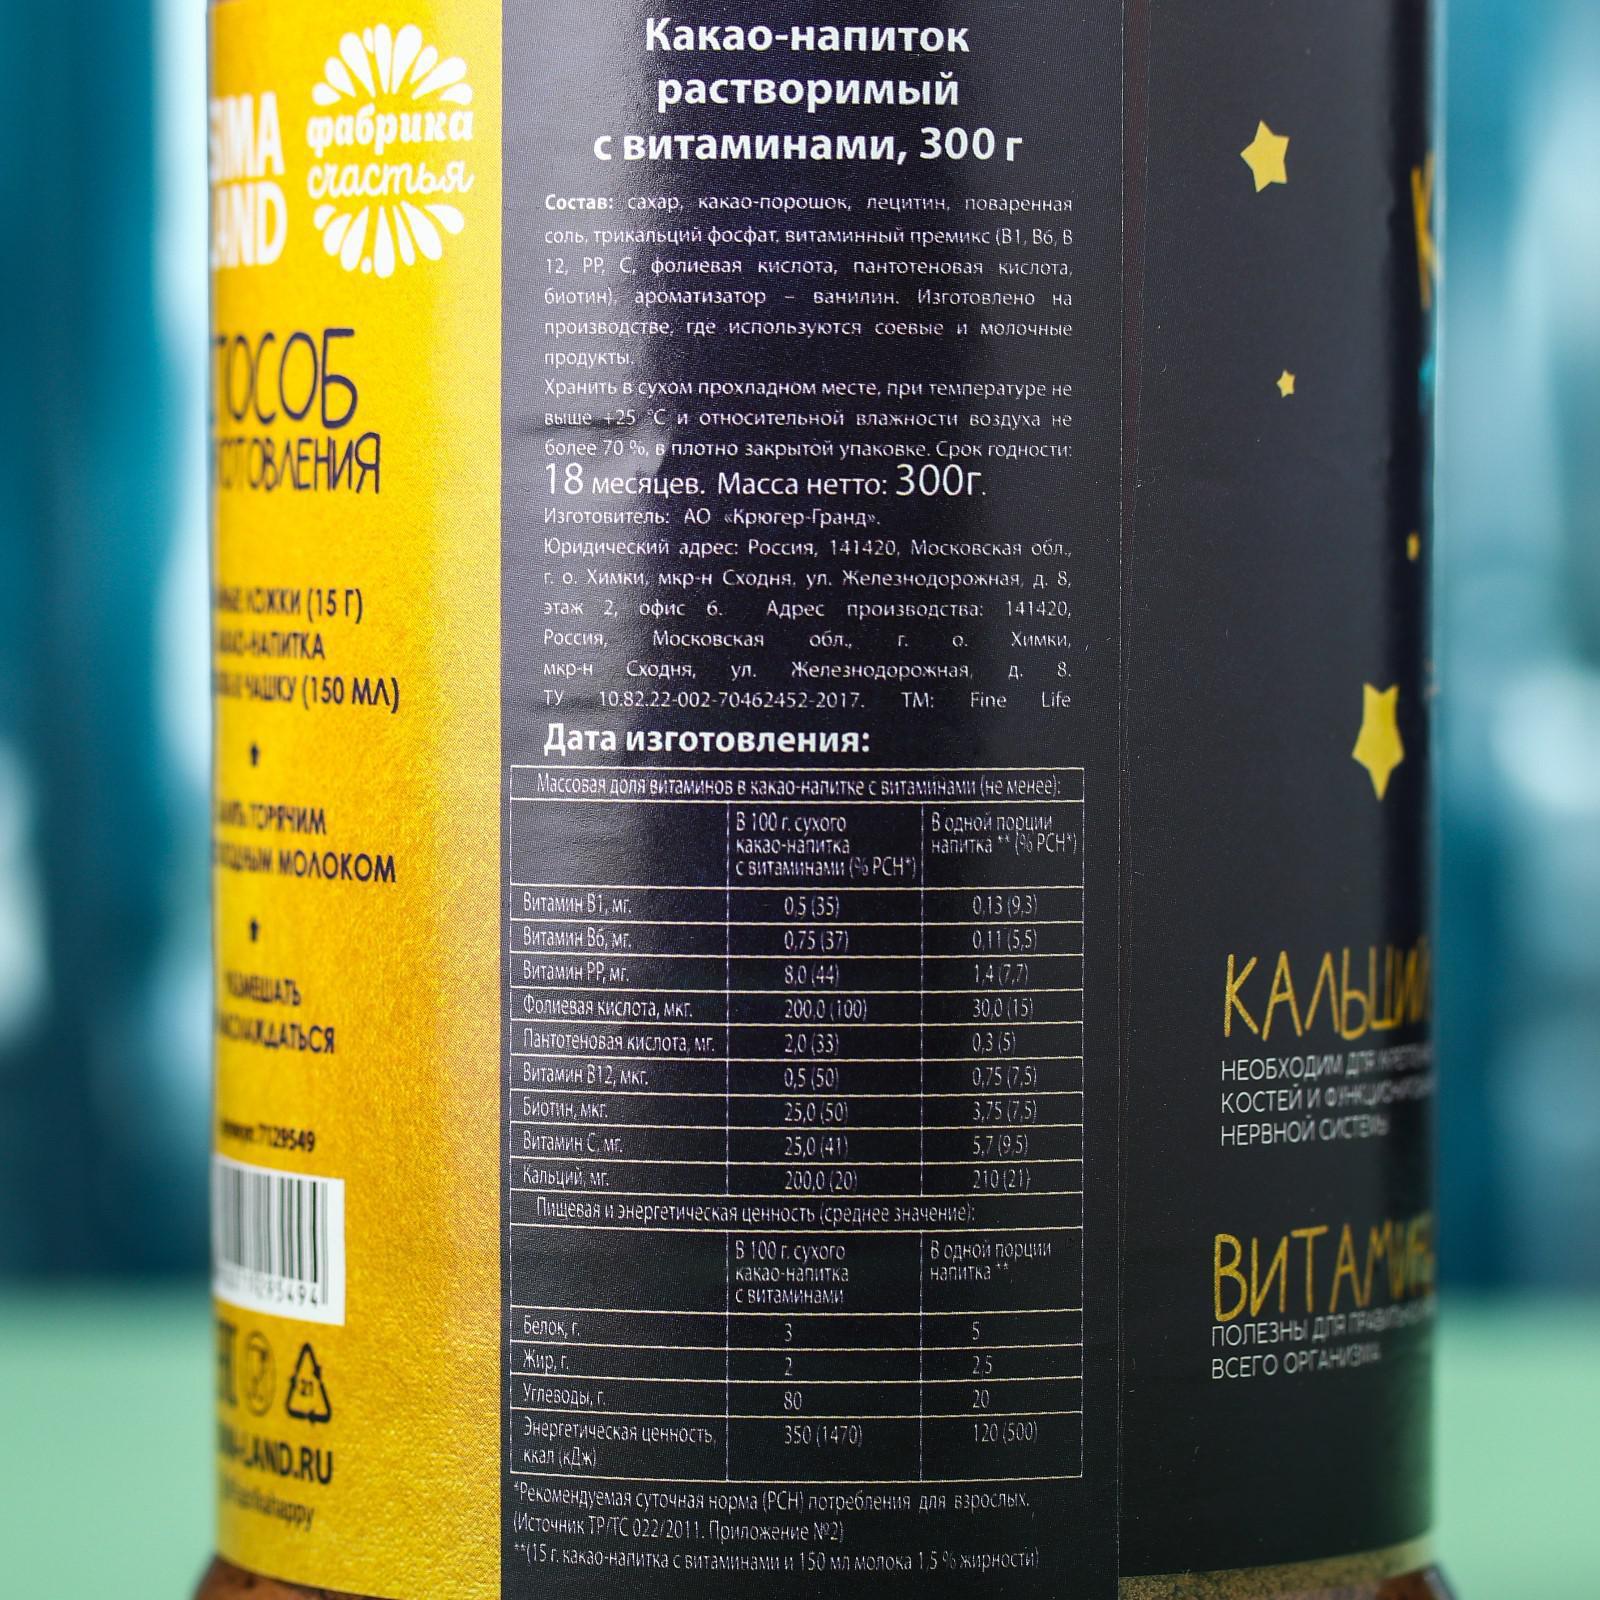 фабрика
счастья
LAND
(15 Г)
НАПИТКА
ЧАШКУ (150 МЛ)
ГОРЯЧИМ
МОЛОКОМ
21
LAND.RU
Какао-напиток
растворимый
с витаминами, 300 г
Состав: сахар, какао-порошок, лецитин, поваренная
соль, трикальций фосфат, витаминный премикс (В1, В6, В
12, РР, С, фолиевая кислота, пантотеновая кислота,
биотин), ароматизатор – ванилин. Изготовлено на
производстве, где используются соевые и молочные
продукты.
Хранить в сухом прохладном месте, при температуре не
выше +25 °С и относительной влажности воздуха не
более 70 %, в плотно закрытой упаковке. Срок годности:
18 месяцев. Масса нетто: 300г.
Изготовитель: АО «Крюгер-Гранд».
Юридический адрес: Россия, 141420, Московская обл.,
г. о. Химки, мкр-н Сходня, ул. Железнодорожная, д. 8,
этаж 2, офис 6. Адрес производства: 141420,
Россия, Московская обл., г. о. Химки,
мкр-н Сходня, ул. Железнодорожная, д. 8.
ТУ 10.82.22-002-70462452-2017. ТМ: Fine Life
Дата изготовления:
Массовая доля витаминов в какао-напитке с витаминами (не менее):
В 100 г. сухого какао-напитка с витаминами (% РСН*) В одной порции напитка ** (% РСН*)
Витамин В1, мг. 0,5 (35) 0,13 (9,3)
Витамин В6, мг. 0,75 (37) 0,11 (5,5)
Витамин РР, мг. 8,0 (44) 1,4 (7,7)
Фолиевая кислота, мкг. 200,0 (100) 30,0 (15)
Пантотеновая кислота, мг. 2,0 (33) 0,3 (5)
Витамин В12, мкг. 0,5 (50) 0,75 (7,5)
Биотин, мкг. 25,0 (50) 3,75 (7,5)
Витамин С, мг. 25,0 (41) 5,7 (9,5)
Кальций, мг. 200,0 (20) 210 (21)
Пищевая и энергетическая ценность (среднее значение):
В 100 г. сухого какао-напитка с витаминами В одной порции напитка **
Белок, г. 3 5
Жир, г. 2 2,5
Углеводы, г. 80 20
Энергетическая ценность, ккал (кДж) 350 (1470) 120 (500)
*Рекомендуемая суточная норма (РСН) потребления для взрослых.
(Источник ТР/ТС 022/2011. Приложение №2)
**(15 г. какао-напитка с витаминами и 150 мл молока 1,5 % жирности)
КАЛЬЦИЙ
НЕОБХОДИМ ДЛЯ
КОСТЕЙ И
НЕРВНОЙ СИСТЕМЫ
ПОЛЕЗНЫ ДЛЯ
ВСЕГО ОРГАНИЗМА